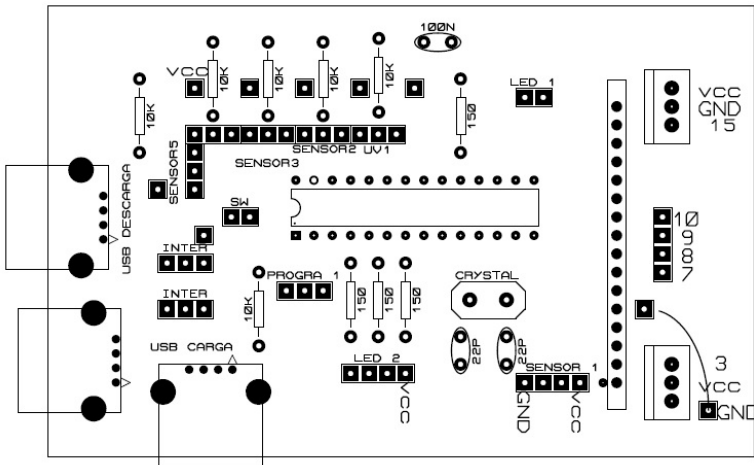 100N
VCC
10K
10K
10K
10K
LED 1
VCC
GND
15
10K
150
SENSOR2
UV1
SENSOR3
SENSOR5
USB DESCARGA
SW
10
9
8
7
INTER
PROGRA 1
CRYSTAL
INTER
10K
150
150
150
22P
22P
USB CARGA
LED 2
VCC
SENSOR 1
GND
VCC
3
VCC
GND